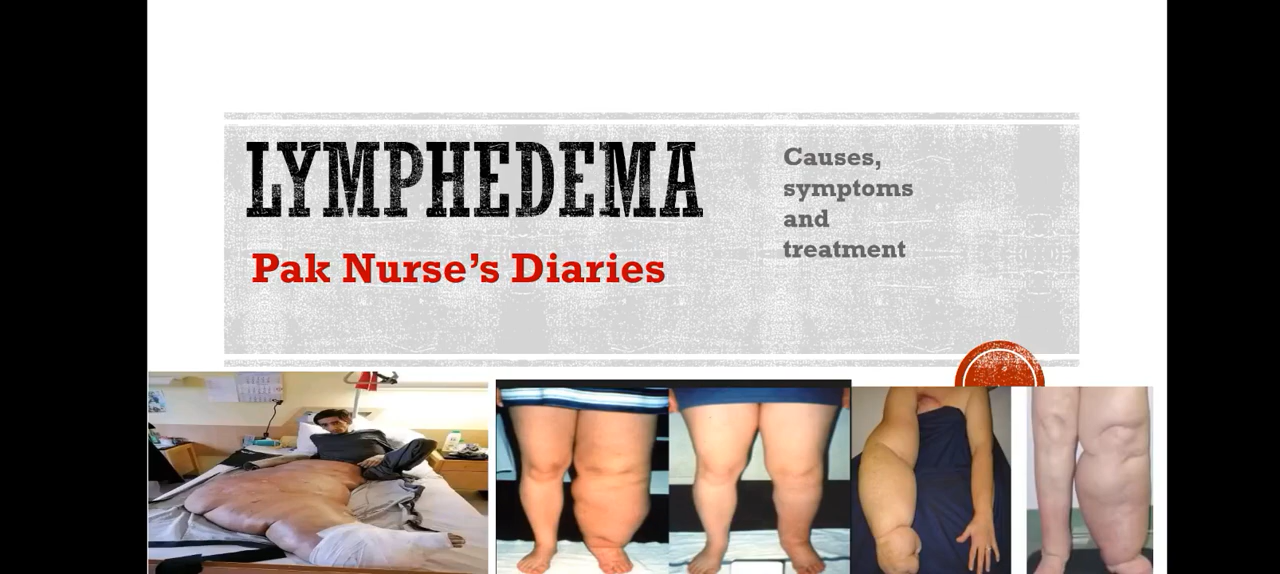 LYMPHEDEMA
Pak Nurse’s Diaries
Causes,
symptoms
and
treatment